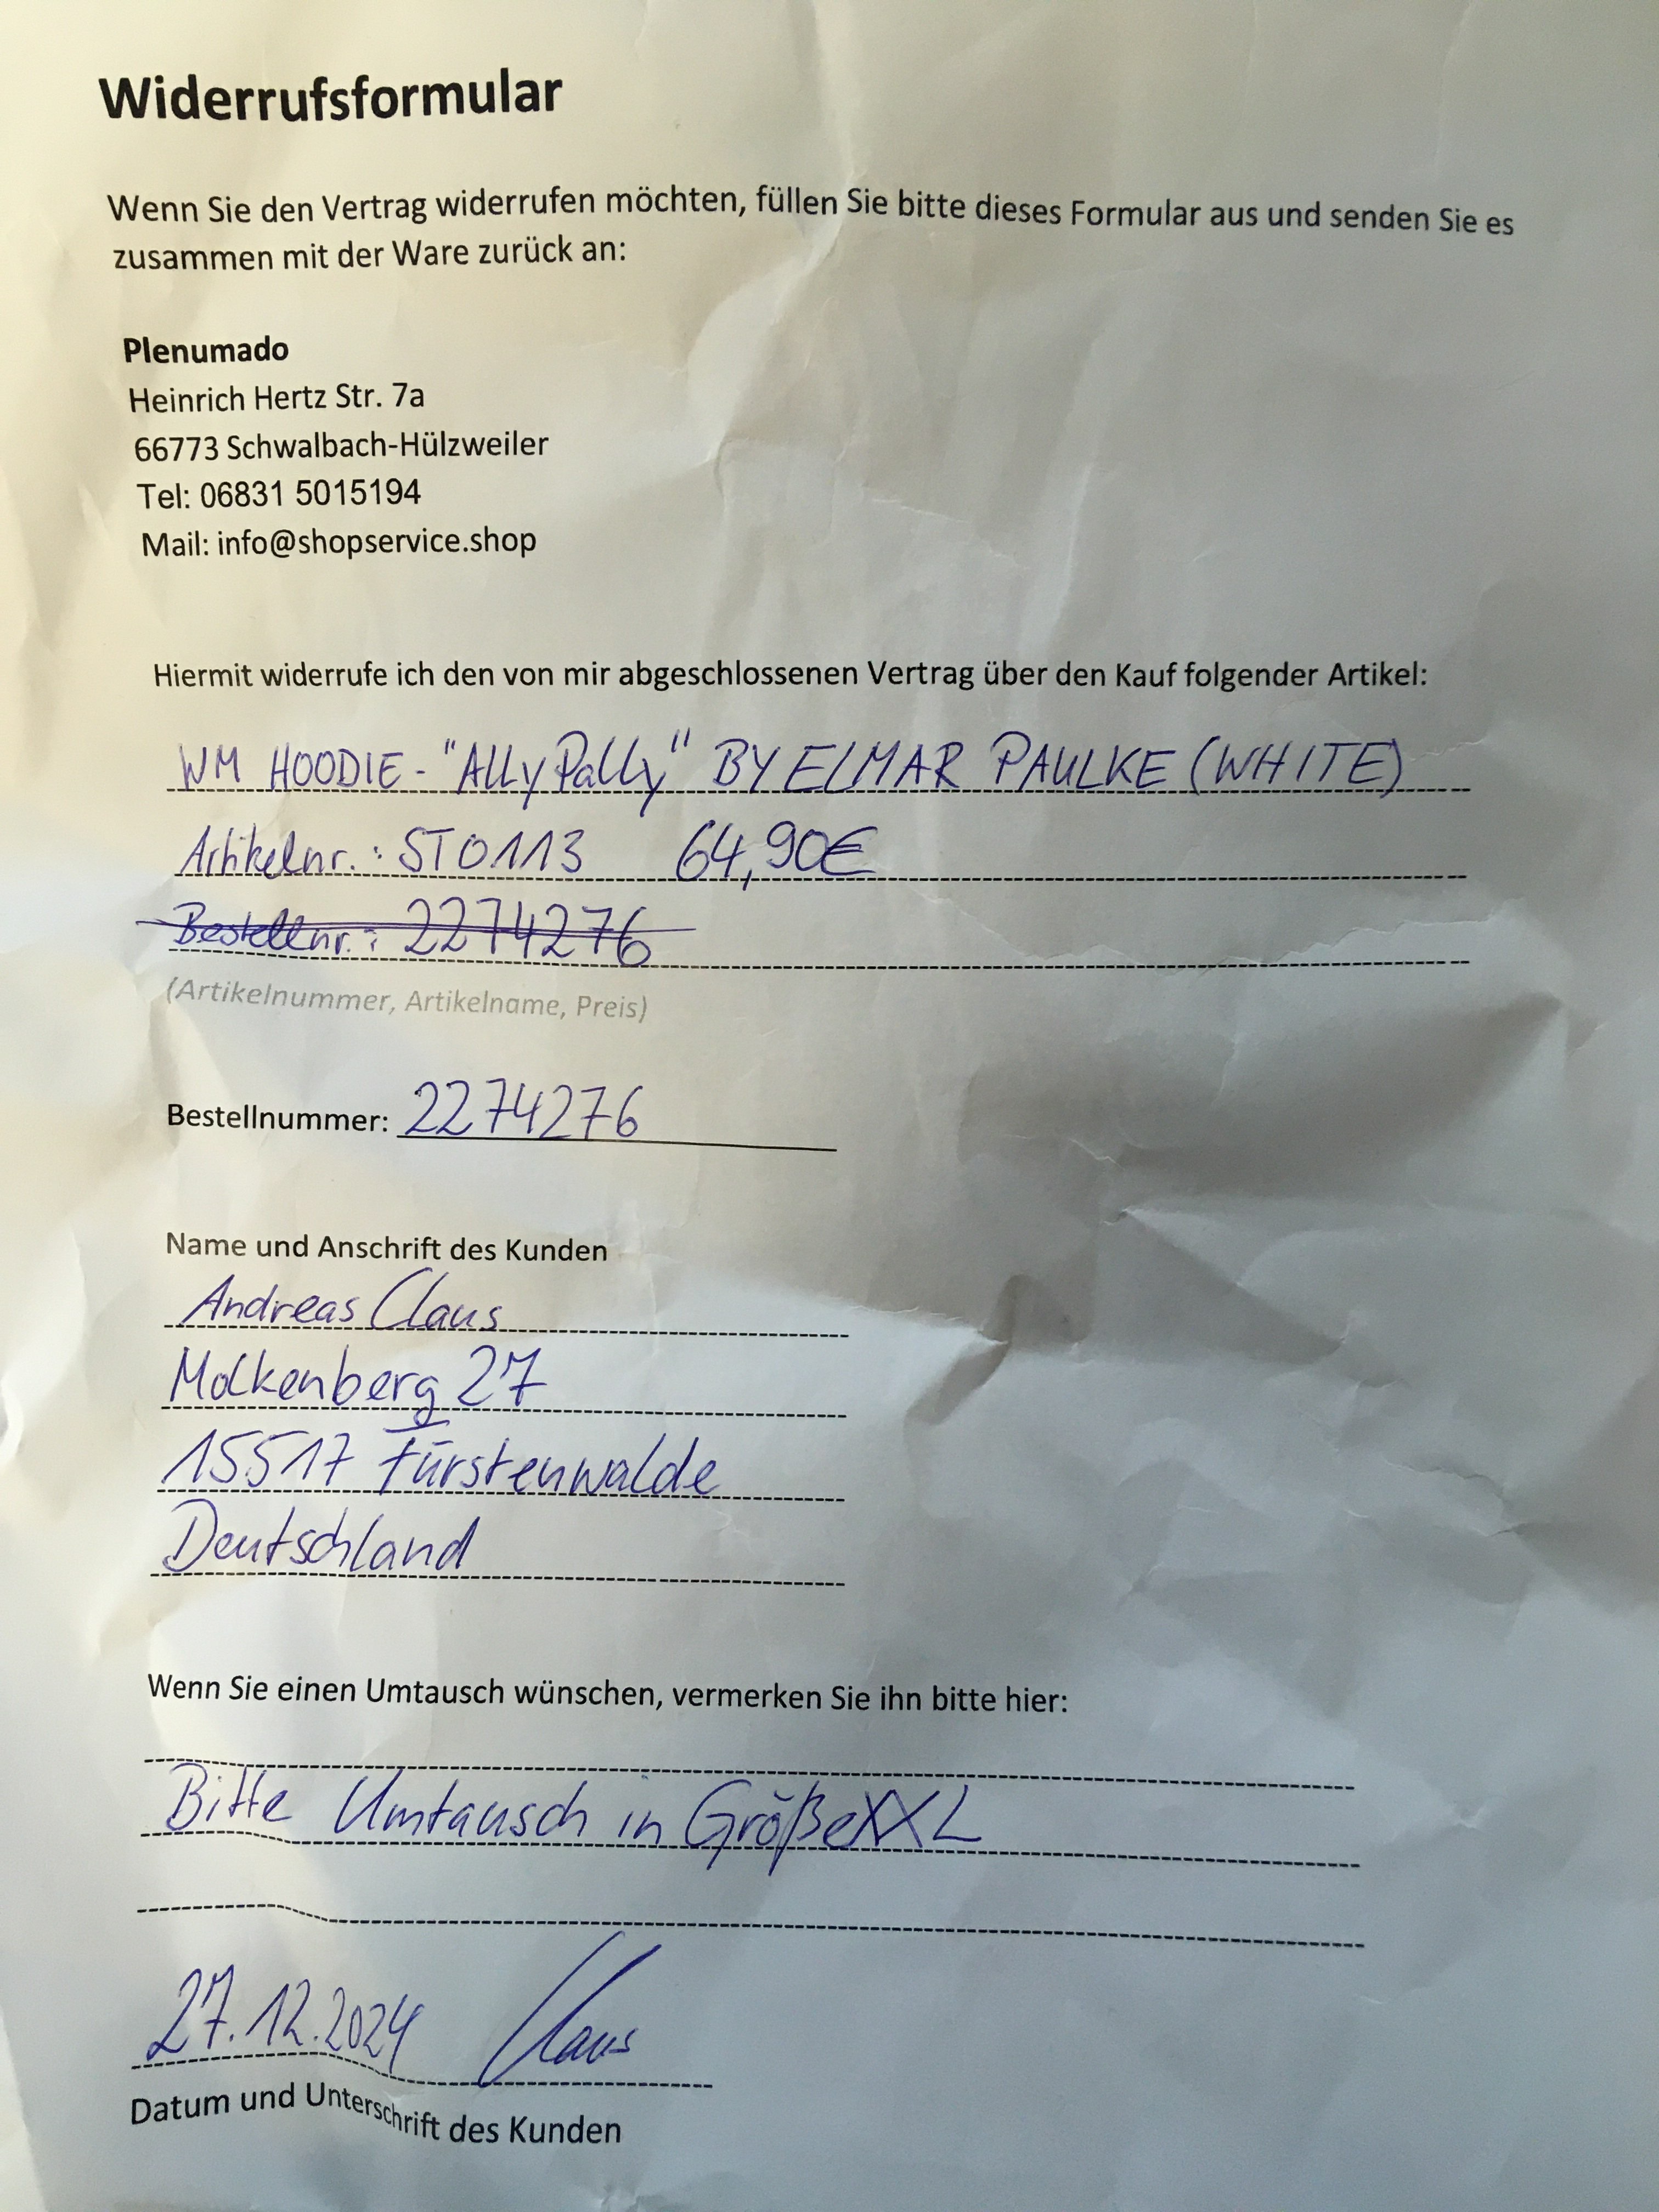 Widerrufsformular
Wenn Sie den Vertrag widerrufen möchten, füllen Sie bitte dieses Formular aus und senden Sie es
zusammen mit der Ware zurück an:
Plenumado
Heinrich Hertz Str. 7a
66773 Schwalbach-Hülzweiler
Tel: 06831 5015194
Mail: info@shopservice.shop
Hiermit widerrufe ich den von mir abgeschlossenen Vertrag über den Kauf folgender Artikel:
WM HOODIE - "Ally Pally" BY ELMAR PAULKE (WHITE)
Artikelnr.: ST0113 64,90€
Bestellnr.: 2274276
(Artikelnummer, Artikelname, Preis)
Bestellnummer: 2274276
Name und Anschrift des Kunden
Andreas Claus
Molkenberg 27
15517 Fürstenwalde
Deutschland
Wenn Sie einen Umtausch wünschen, vermerken Sie ihn bitte hier:
Bitte Umtausch in Größe XXL
27.12.2024 Claus
Datum und Unterschrift des Kunden